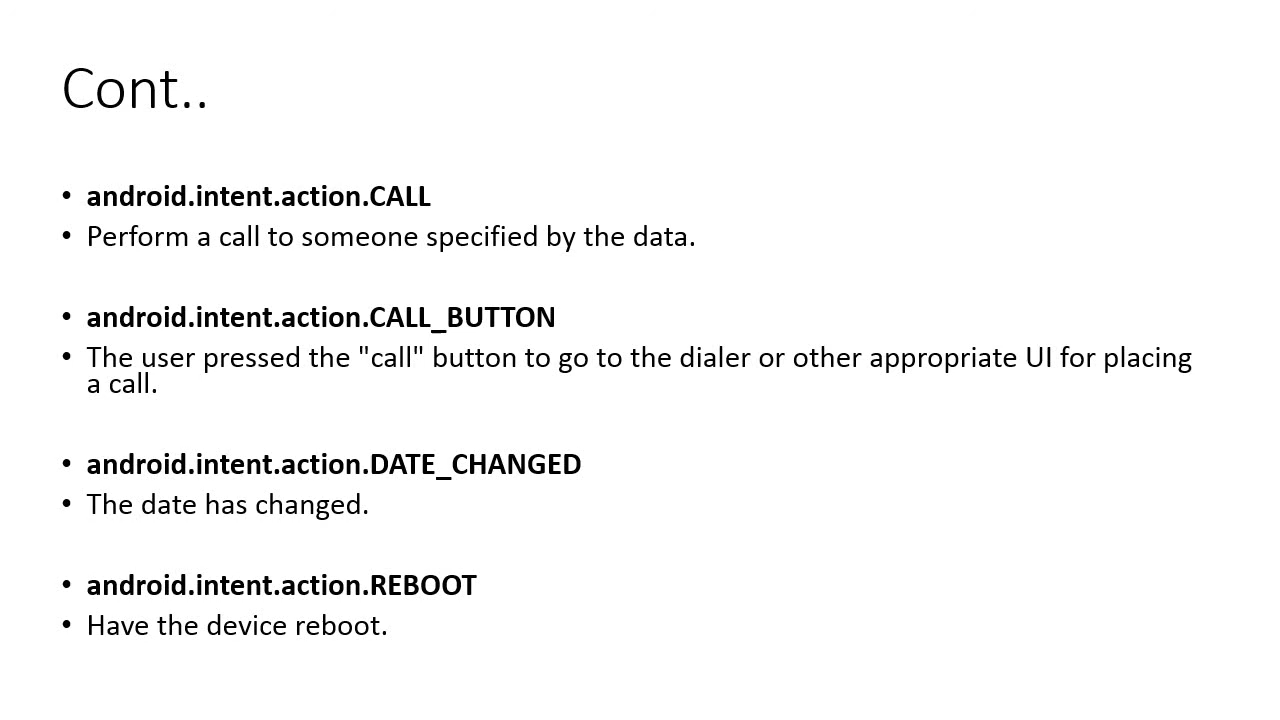 Cont..
• android.intent.action.CALL
• Perform a call to someone specified by the data.
• android.intent.action.CALL_BUTTON
• The user pressed the "call" button to go to the dialer or other appropriate UI for placing
a call.
• android.intent.action.DATE_CHANGED
• The date has changed.
• android.intent.action.REBOOT
• Have the device reboot.